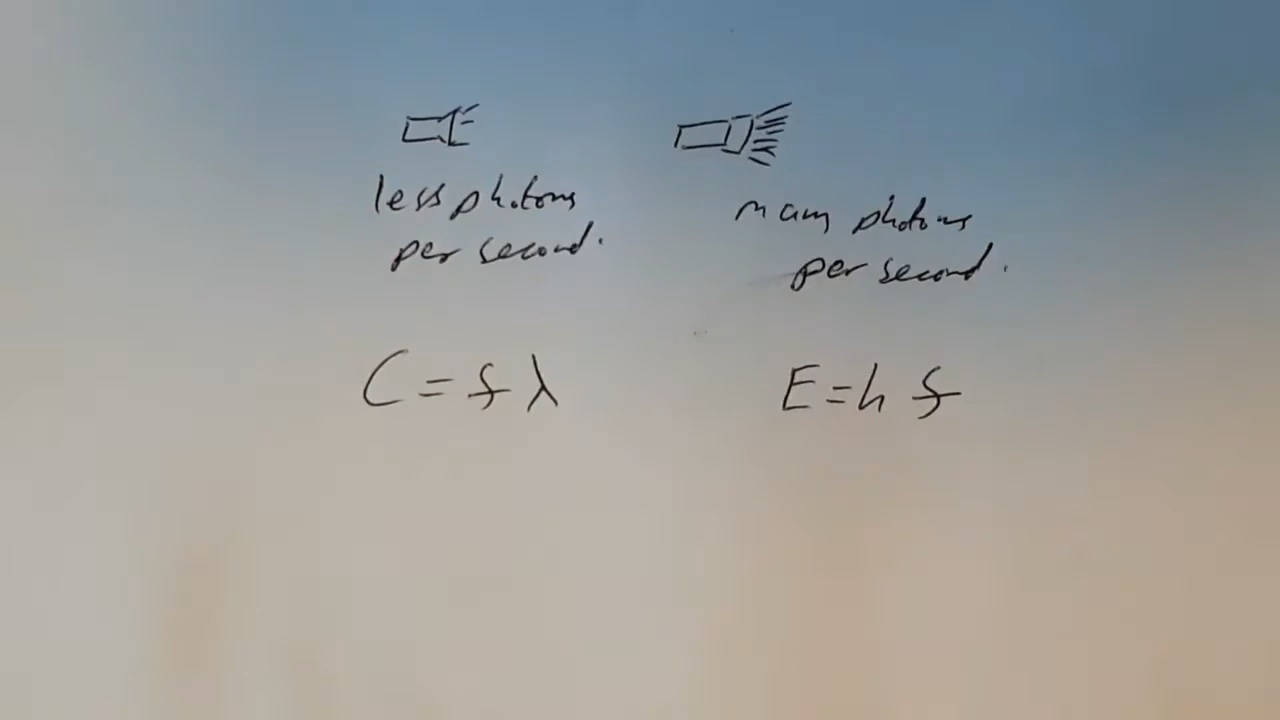 less photons
per second.
many photons
per second.
C = f λ
E = h f